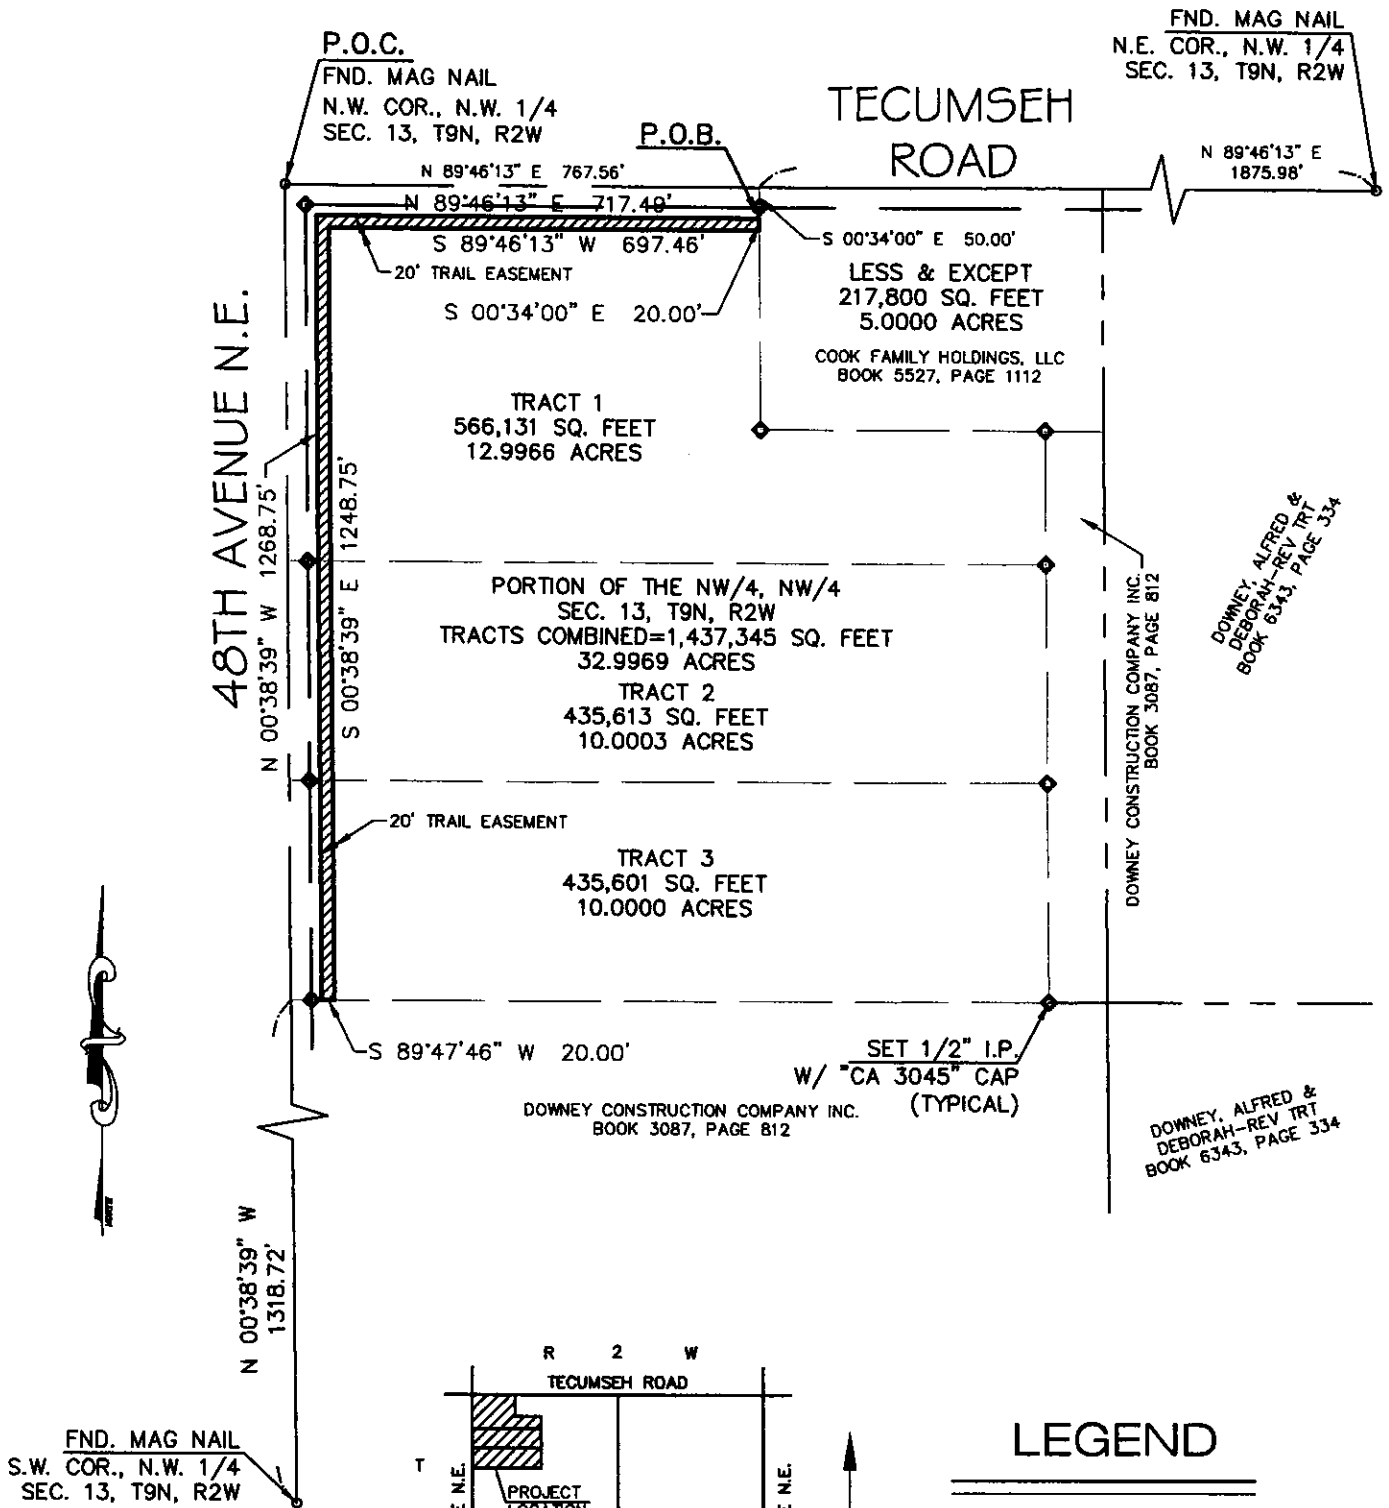 P.O.C.
FND. MAG NAIL
N.W. COR., N.W. 1/4
SEC. 13, T9N, R2W
FND. MAG NAIL
N.E. COR., N.W. 1/4
SEC. 13, T9N, R2W
TECUMSEH
ROAD
P.O.B.
N 89°46'13" E 767.56'
N 89°46'13" E
1875.98'
N 89°46'13" E 717.49'
S 89°46'13" W 697.46'
S 00°34'00" E 50.00'
20' TRAIL EASEMENT
S 00°34'00" E 20.00'
LESS & EXCEPT
217,800 SQ. FEET
5.0000 ACRES
COOK FAMILY HOLDINGS, LLC
BOOK 5527, PAGE 1112
48TH AVENUE N.E.
N 00°38'39" W 1268.75'
S 00°38'39" E 1248.75'
TRACT 1
566,131 SQ. FEET
12.9966 ACRES
PORTION OF THE NW/4, NW/4
SEC. 13, T9N, R2W
TRACTS COMBINED=1,437,345 SQ. FEET
32.9969 ACRES
TRACT 2
435,613 SQ. FEET
10.0003 ACRES
20' TRAIL EASEMENT
TRACT 3
435,601 SQ. FEET
10.0000 ACRES
DOWNEY CONSTRUCTION COMPANY INC.
BOOK 3087, PAGE 812
DOWNEY, ALFRED &
DEBORAH-REV TRT
BOOK 6343, PAGE 334
S 89°47'46" W 20.00'
SET 1/2" I.P.
W/ "CA 3045" CAP
(TYPICAL)
DOWNEY CONSTRUCTION COMPANY INC.
BOOK 3087, PAGE 812
DOWNEY, ALFRED &
DEBORAH-REV TRT
BOOK 6343, PAGE 334
NORTH
N 00°38'39" W
1318.72'
FND. MAG NAIL
S.W. COR., N.W. 1/4
SEC. 13, T9N, R2W
R 2 W
TECUMSEH ROAD
T
PROJECT
LOCATION
E N.E.
E N.E.
LEGEND